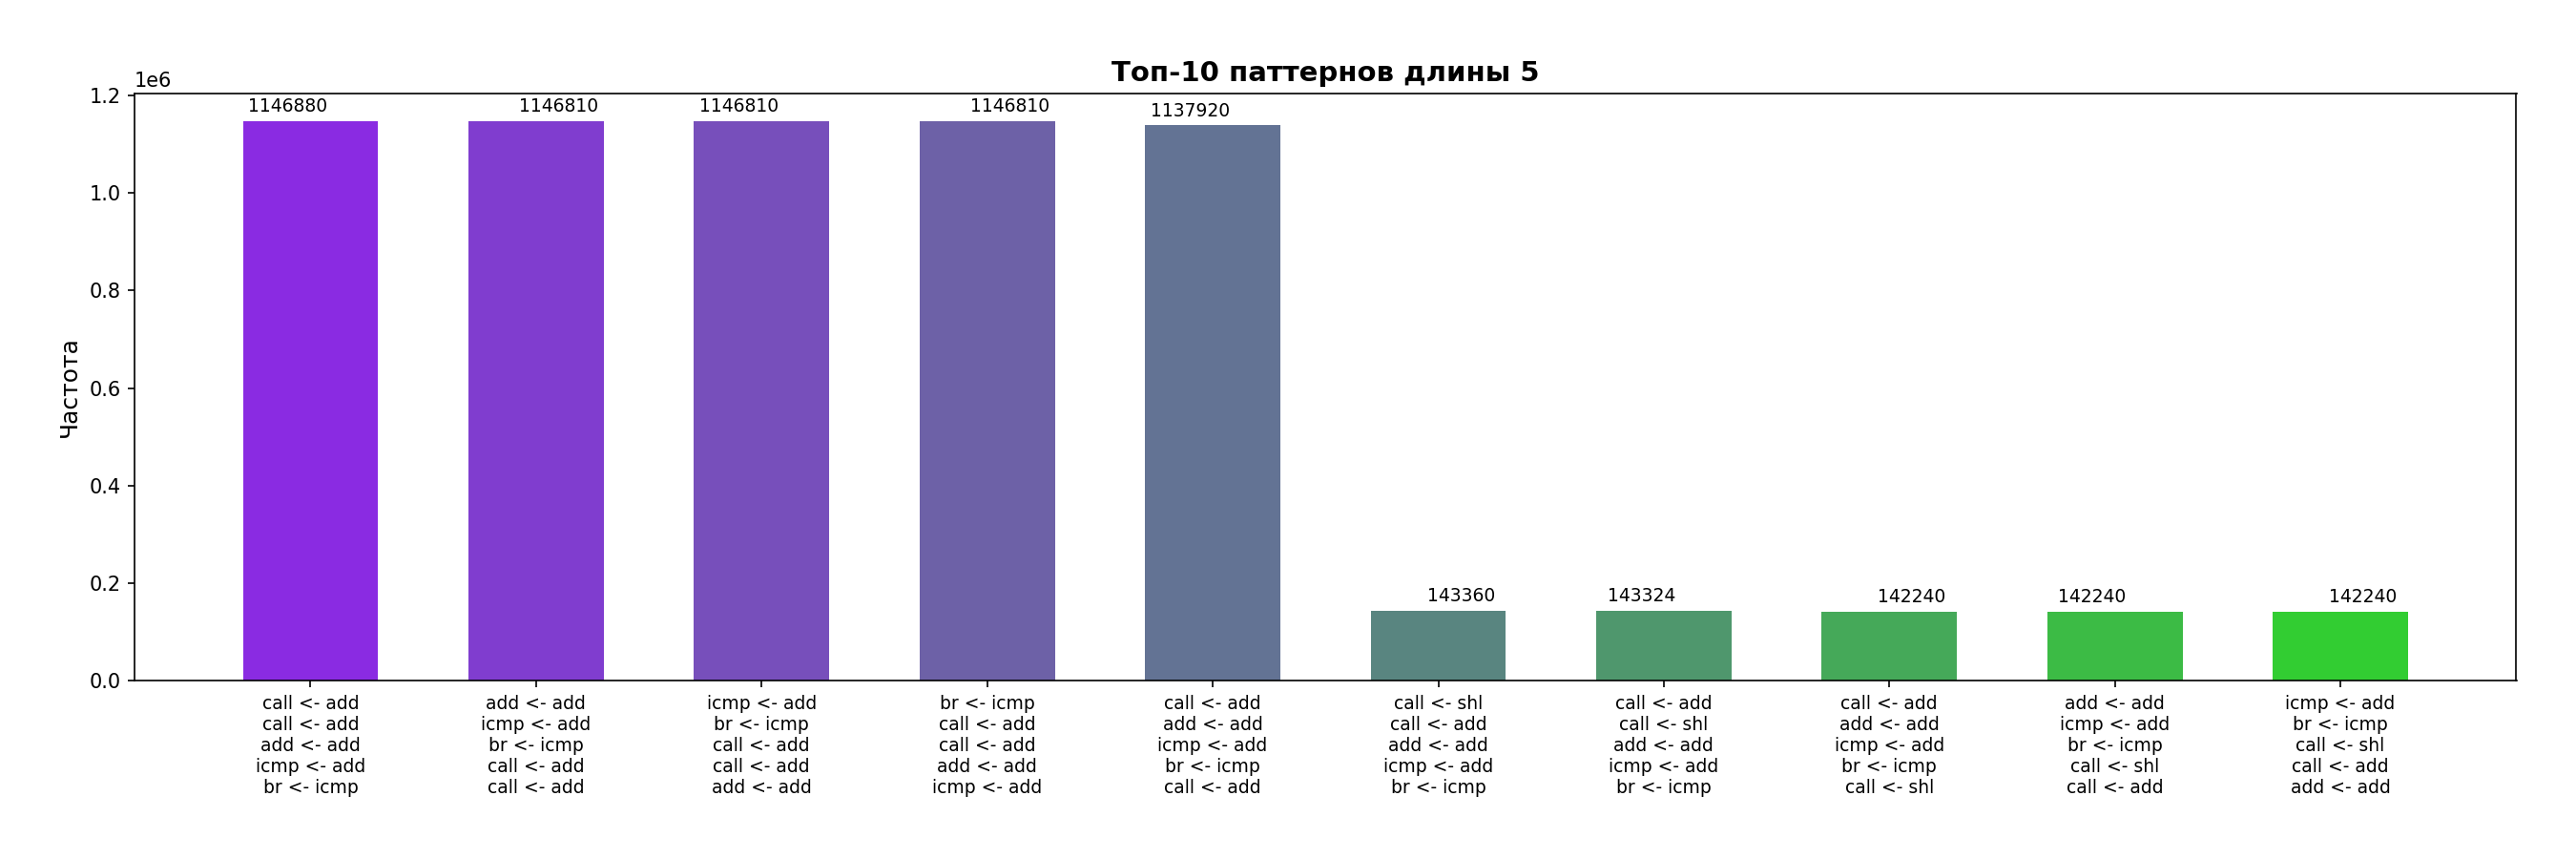 Топ-10 паттернов длины 5
1e6
Частота
1.2
1.0
0.8
0.6
0.4
0.2
0.0
1146880
1146810
1146810
1146810
1137920
143360
143324
142240
142240
142240
call <- add
call <- add
add <- add
icmp <- add
br <- icmp
add <- add
icmp <- add
br <- icmp
call <- add
call <- add
icmp <- add
br <- icmp
call <- add
call <- add
add <- add
br <- icmp
call <- add
call <- add
add <- add
icmp <- add
call <- add
add <- add
icmp <- add
br <- icmp
call <- add
call <- shl
call <- add
add <- add
icmp <- add
br <- icmp
call <- add
call <- shl
add <- add
icmp <- add
br <- icmp
call <- add
add <- add
icmp <- add
br <- icmp
call <- shl
add <- add
icmp <- add
br <- icmp
call <- shl
call <- add
icmp <- add
br <- icmp
call <- shl
call <- add
add <- add